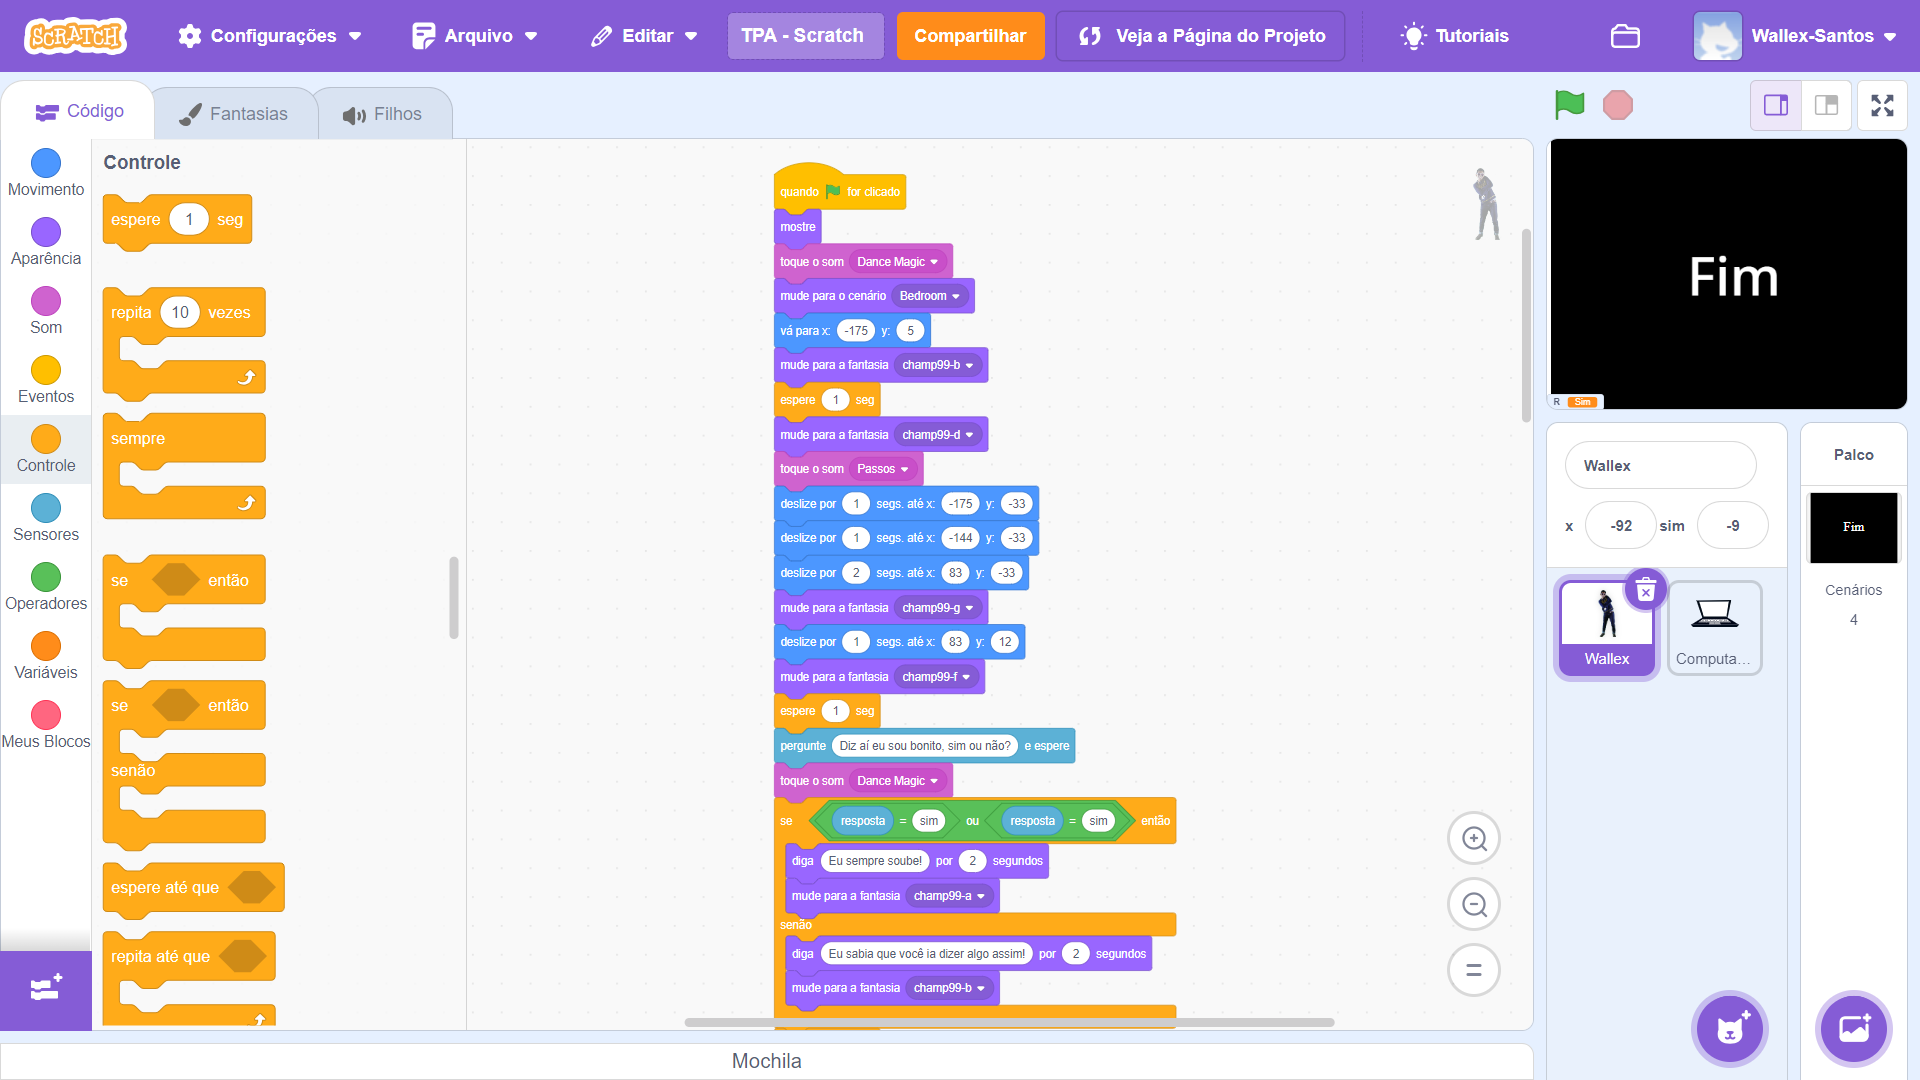 SCRATCH
Configurações
Arquivo
Editar
TPA - Scratch
Compartilhar
Veja a Página do Projeto
Tutoriais
Wallex-Santos
Código
Fantasias
Filhos
Movimento
Aparência
Som
Eventos
Controle
Sensores
Operadores
Variáveis
Meus Blocos
Controle
espere 1 seg
repita 10 vezes
sempre
se então
se então
senão
espere até que
repita até que
quando for clicado
mostre
toque o som Dance Magic
mude para o cenário Bedroom
vá para x: -175 y: 5
mude para a fantasia champ99-b
espere 1 seg
mude para a fantasia champ99-d
toque o som Passos
deslize por 1 segs. até x: -175 y: -33
deslize por 1 segs. até x: -144 y: -33
deslize por 2 segs. até x: 83 y: -33
mude para a fantasia champ99-g
deslize por 1 segs. até x: 83 y: 12
mude para a fantasia champ99-f
espere 1 seg
pergunte Diz aí eu sou bonito, sim ou não? e espere
toque o som Dance Magic
se resposta = sim ou resposta = sim então
diga Eu sempre soube! por 2 segundos
mude para a fantasia champ99-a
senão
diga Eu sabia que você ia dizer algo assim! por 2 segundos
mude para a fantasia champ99-b
Fim
R Sim
Wallex
x -92 sim -9
Wallex
Computa...
Palco
Fim
Cenários
4
Mochila